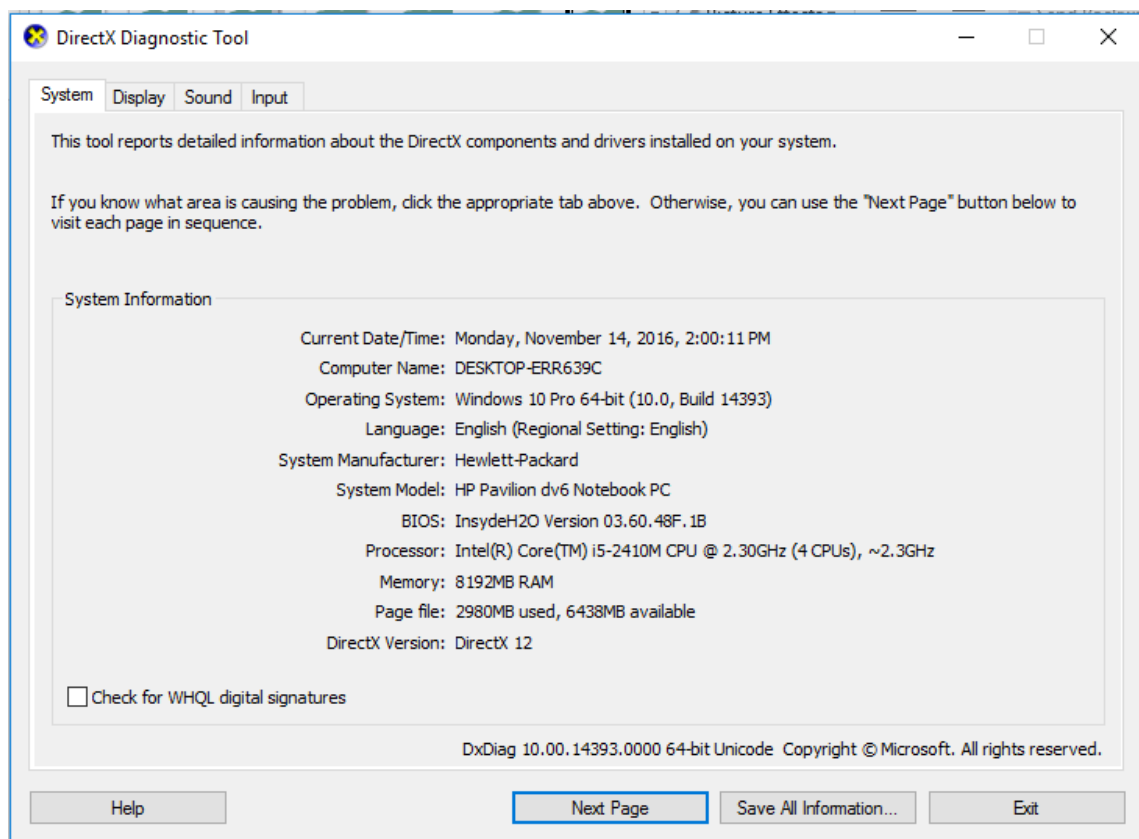 DirectX Diagnostic Tool
System Display Sound Input
This tool reports detailed information about the DirectX components and drivers installed on your system.
If you know what area is causing the problem, click the appropriate tab above. Otherwise, you can use the "Next Page" button below to
visit each page in sequence.
System Information
Current Date/Time: Monday, November 14, 2016, 2:00:11 PM
Computer Name: DESKTOP-ERR639C
Operating System: Windows 10 Pro 64-bit (10.0, Build 14393)
Language: English (Regional Setting: English)
System Manufacturer: Hewlett-Packard
System Model: HP Pavilion dv6 Notebook PC
BIOS: InsydeH2O Version 03.60.48F.1B
Processor: Intel(R) Core(TM) i5-2410M CPU @ 2.30GHz (4 CPUs), ~2.3GHz
Memory: 8192MB RAM
Page file: 2980MB used, 6438MB available
DirectX Version: DirectX 12
Check for WHQL digital signatures
DxDiag 10.00.14393.0000 64-bit Unicode Copyright © Microsoft. All rights reserved.
Help Next Page Save All Information... Exit